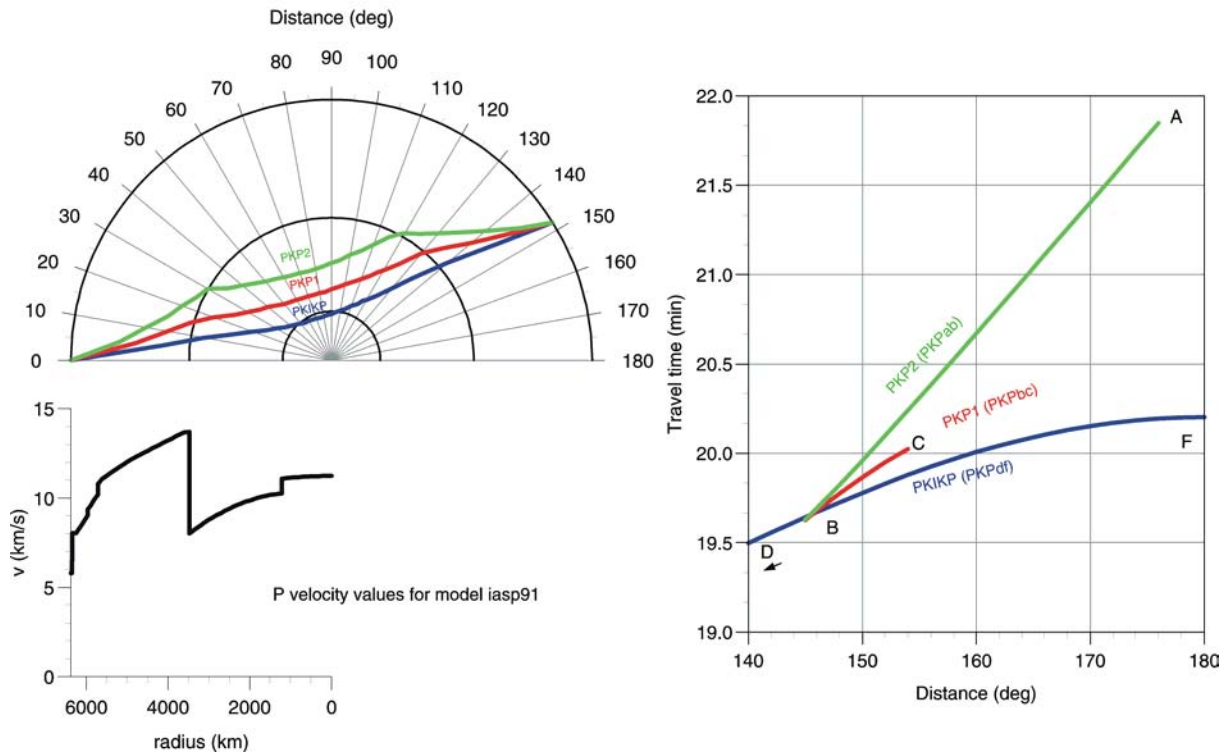 Distance (deg)
0
10
20
30
40
50
60
70
80
90
100
110
120
130
140
150
160
170
180
PKP2
PKP1
PKIKP
v (km/s)
15
10
5
0
P velocity values for model iasp91
6000
4000
2000
0
radius (km)
Travel time (min)
22.0
21.5
21.0
20.5
20.0
19.5
19.0
A
PKP2 (PKPab)
PKP1 (PKPbc)
C
F
PKIKP (PKPdf)
B
D
140
150
160
170
180
Distance (deg)